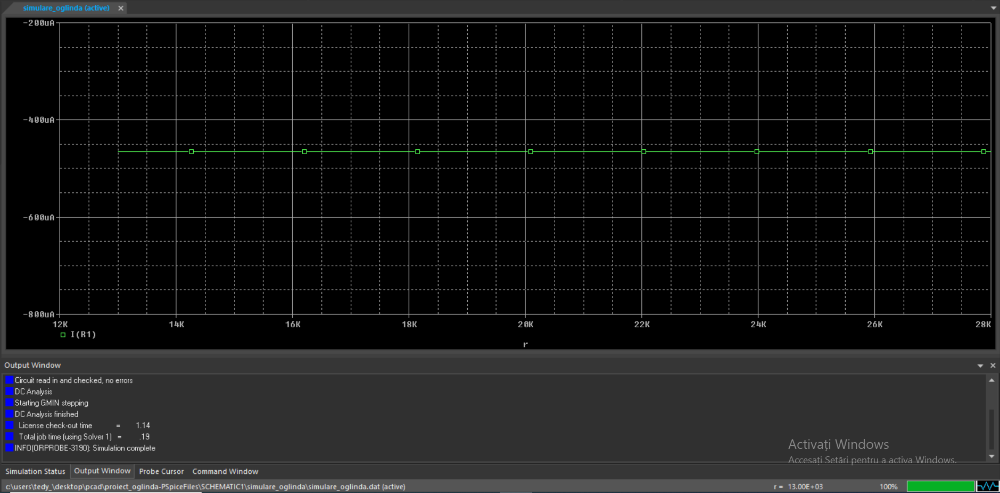 simulare_oglinda (active)
-200uA
-400uA
-600uA
-800uA
12K 14K 16K 18K 20K 22K 24K 26K 28K
I(R1)
r
Output Window
Circuit read in and checked, no errors
DC Analysis
Starting GMIN stepping
DC Analysis finished
License check-out time = 1.14
Total job time (using Solver 1) = .19
INFO(ORPROBE-3190): Simulation complete
Activați Windows
Accesați Setări pentru a activa Windows.
Simulation Status Output Window Probe Cursor Command Window
c:\users\tedy_\desktop\pcad\proiect_oglinda-PSpiceFiles\SCHEMATIC1\simulare_oglinda\simulare_oglinda.dat (active) r = 13.00E+03 100%